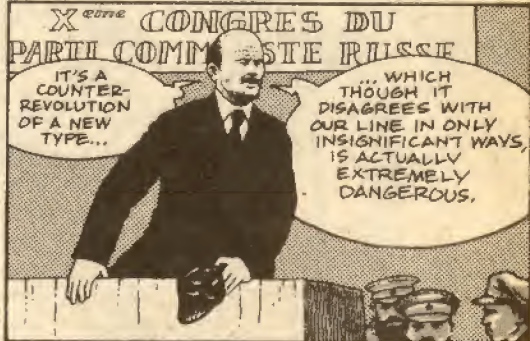 Xeme CONGRES DU
PARTI COMM STE RUSSE
IT'S A
COUNTER-
REVOLUTION
OF A NEW
TYPE...
... WHICH
THOUGH IT
DISAGREES WITH
OUR LINE IN ONLY
INSIGNIFICANT WAYS,
IS ACTUALLY
EXTREMELY
DANGEROUS.